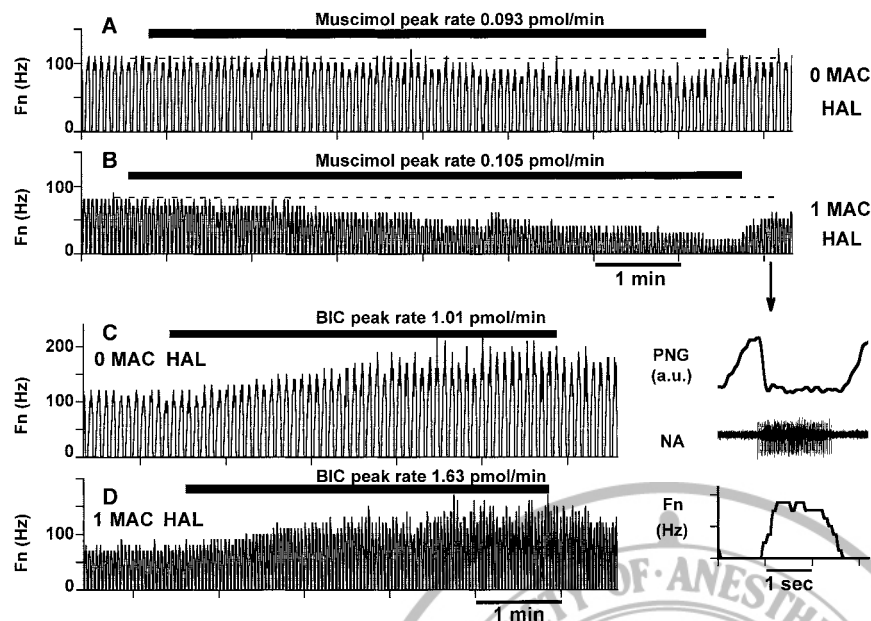 A
Muscimol peak rate 0.093 pmol/min
Fn (Hz)
100
0
0 MAC
HAL
B
Muscimol peak rate 0.105 pmol/min
Fn (Hz)
100
0
1 MAC
HAL
1 min
C
BIC peak rate 1.01 pmol/min
0 MAC HAL
Fn (Hz)
200
100
0
PNG
(a.u.)
NA
D
BIC peak rate 1.63 pmol/min
1 MAC HAL
Fn (Hz)
100
0
1 min
Fn
(Hz)
1 sec
OF · ANESTHE